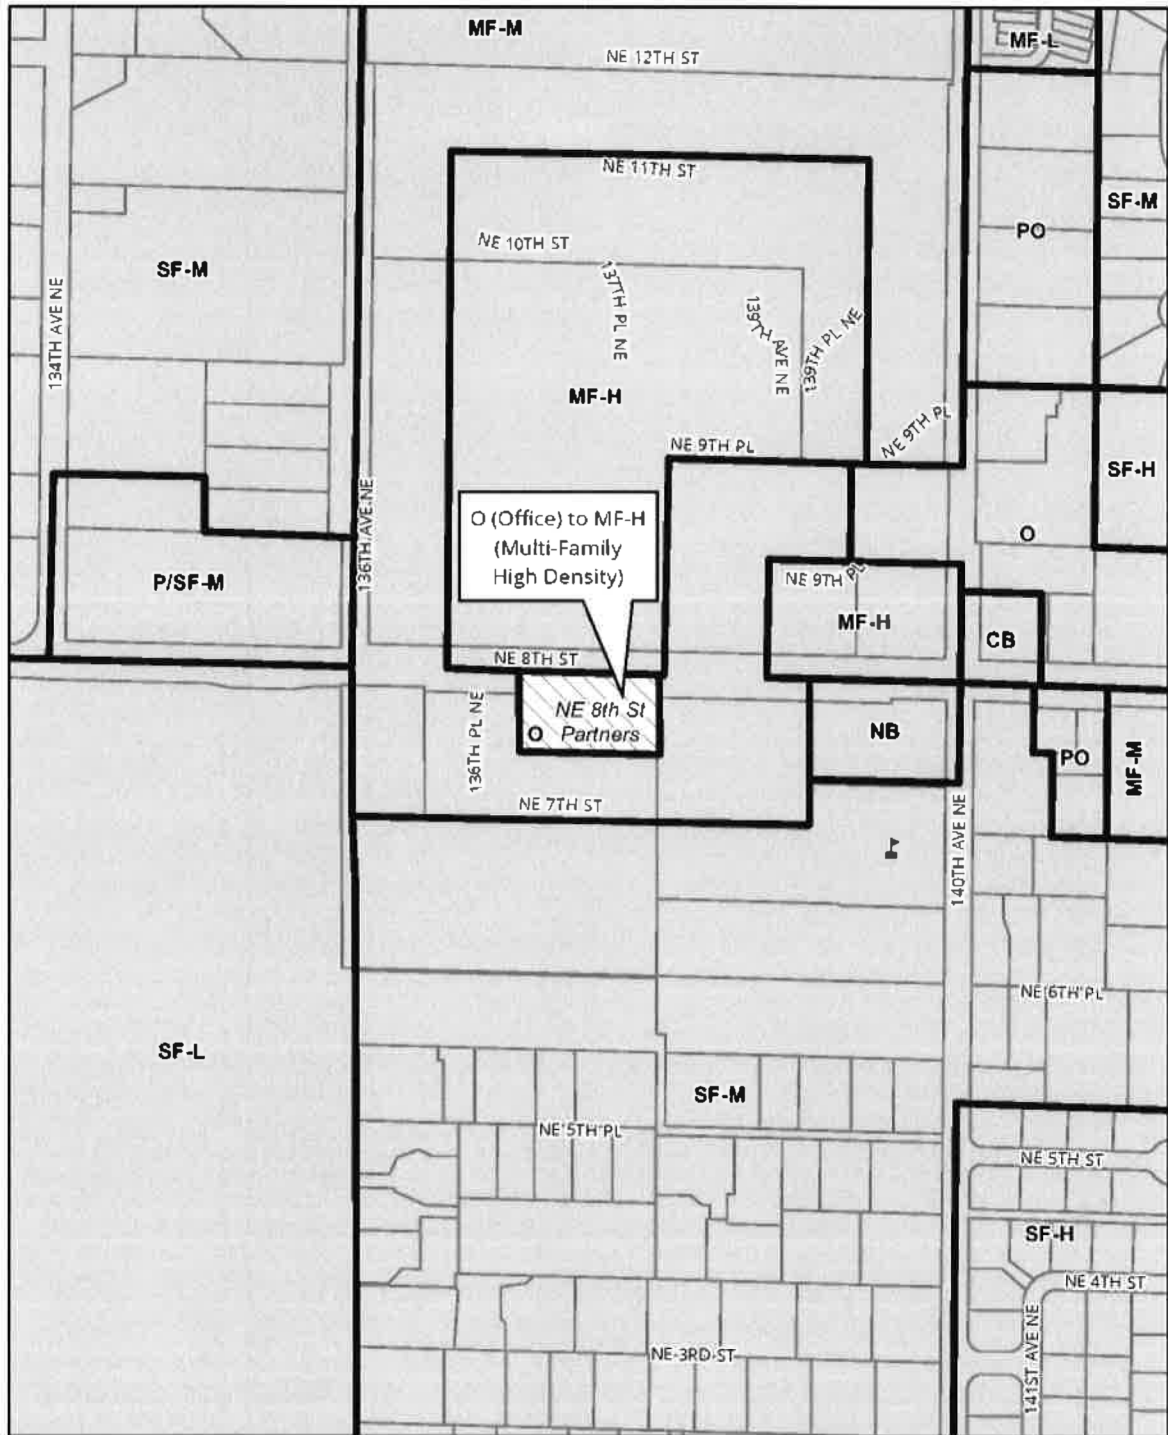 MF-M
MF-L
NE 12TH ST
NE 11TH ST
SF-M
PO
NE 10TH ST
SF-M
137TH PL NE
139TH AVE NE
139TH PL NE
134TH AVE NE
MF-H
NE 9TH PL
NE 9TH PL
SF-H
136TH AVE NE
O (Office) to MF-H
(Multi-Family
High Density)
O
P/SF-M
NE 9TH PL
MF-H
CB
NE 8TH ST
136TH PL NE
NE 8th St
O Partners
NB
PO
MF-M
NE 7TH ST
140TH AVE NE
NE 6TH PL
SF-L
SF-M
NE 5TH PL
NE 5TH ST
SF-H
NE 4TH ST
NE 3RD ST
141ST AVE NE